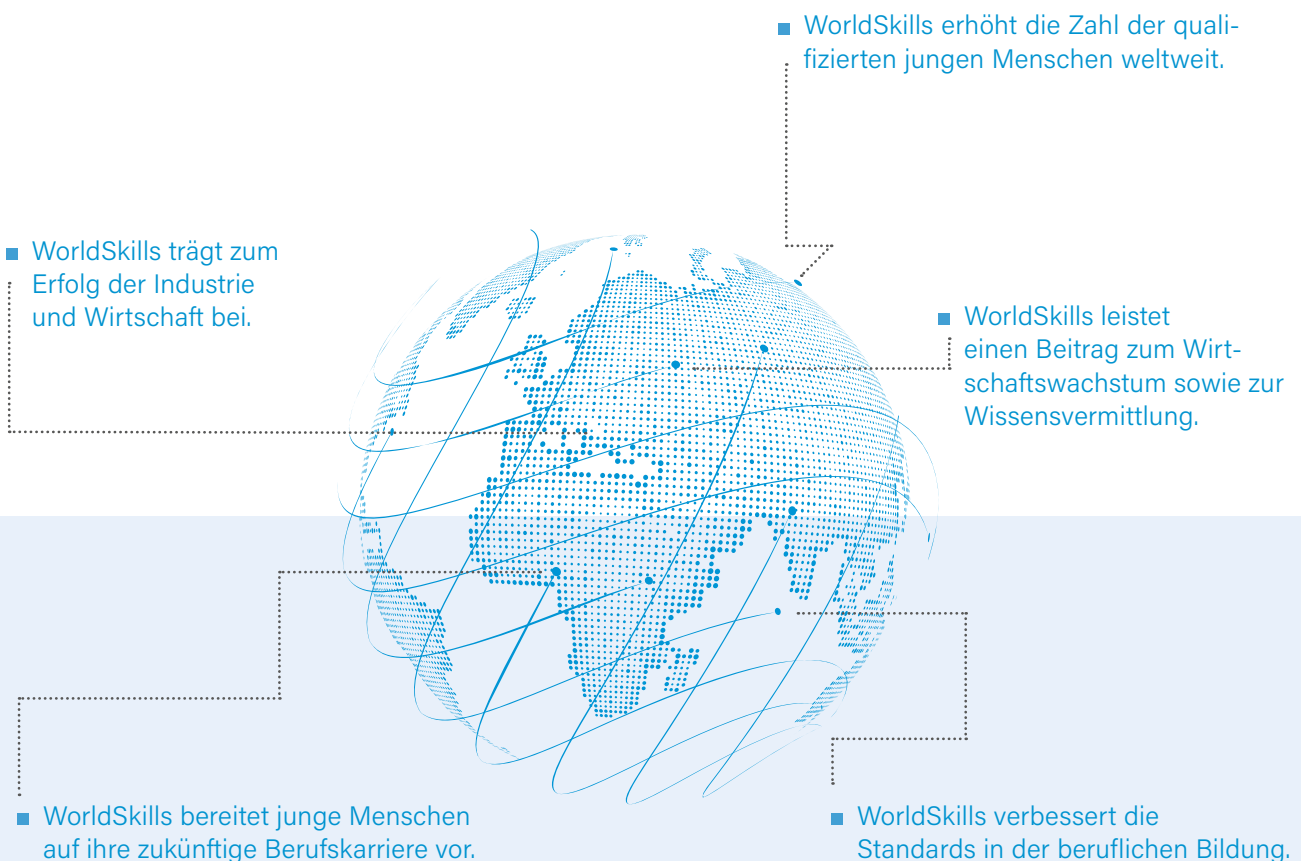 WorldSkills erhöht die Zahl der quali-
fizierten jungen Menschen weltweit.
WorldSkills trägt zum
Erfolg der Industrie
und Wirtschaft bei.
WorldSkills leistet
einen Beitrag zum Wirt-
schaftswachstum sowie zur
Wissensvermittlung.
WorldSkills bereitet junge Menschen
auf ihre zukünftige Berufskarriere vor.
WorldSkills verbessert die
Standards in der beruflichen Bildung.